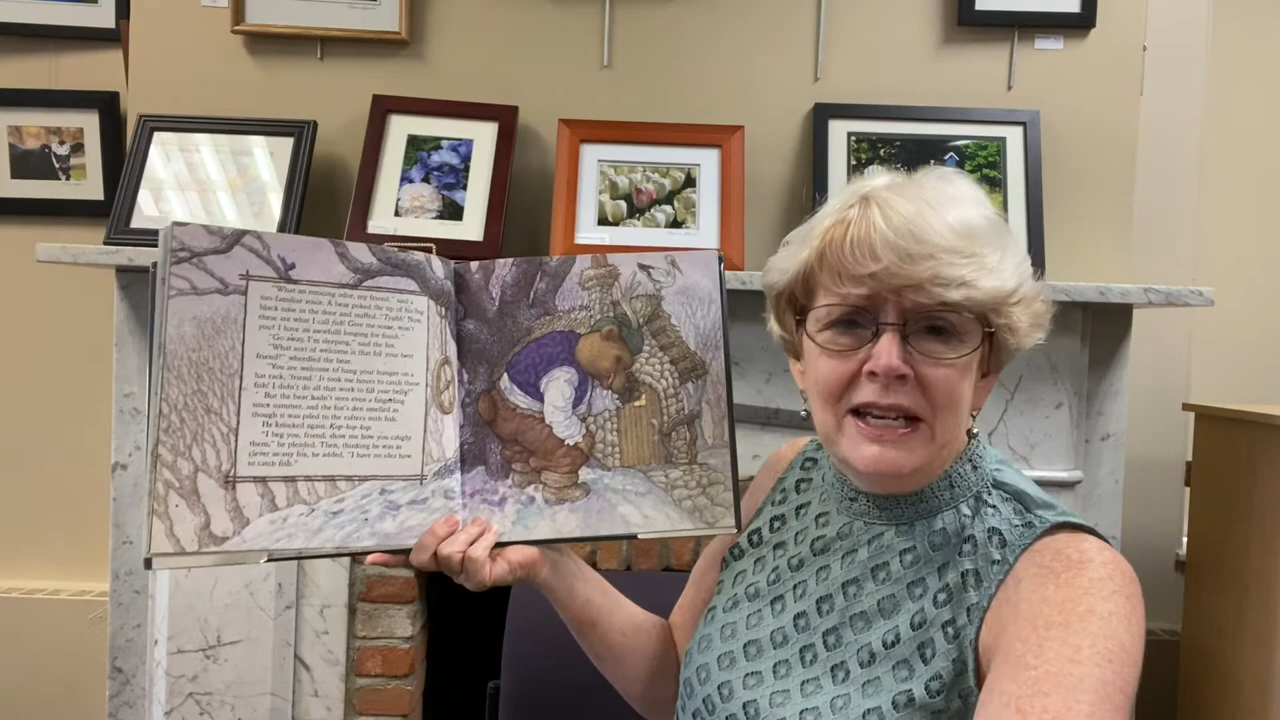 "What an enticing odor, my friend," said a
too-familiar voice. A bear poked the tip of his big
black nose in the door and sniffed. "Truth! Now,
these are what I call fish! Give me some, won't
you? I have an awwfulll longing for finish."
"Go away, I'm sleeping," said the fox.
"What sort of welcome is that for your best
friend?" wheedled the bear.
"You are welcome to hang your hunger on a
hat rack, 'friend.' It took me hours to catch these
fish! I didn't do all that work to fill your belly!"
But the bear hadn't seen even a fingerling
since summer, and the fox's den smelled as
though it was piled to the rafters with fish.
He knocked again. Kop-kop-kop.
"I beg you, friend, show me how you caught
them," he pleaded. Then, thinking he was as
clever as any fox, he added, "I have no idea how
to catch fish."